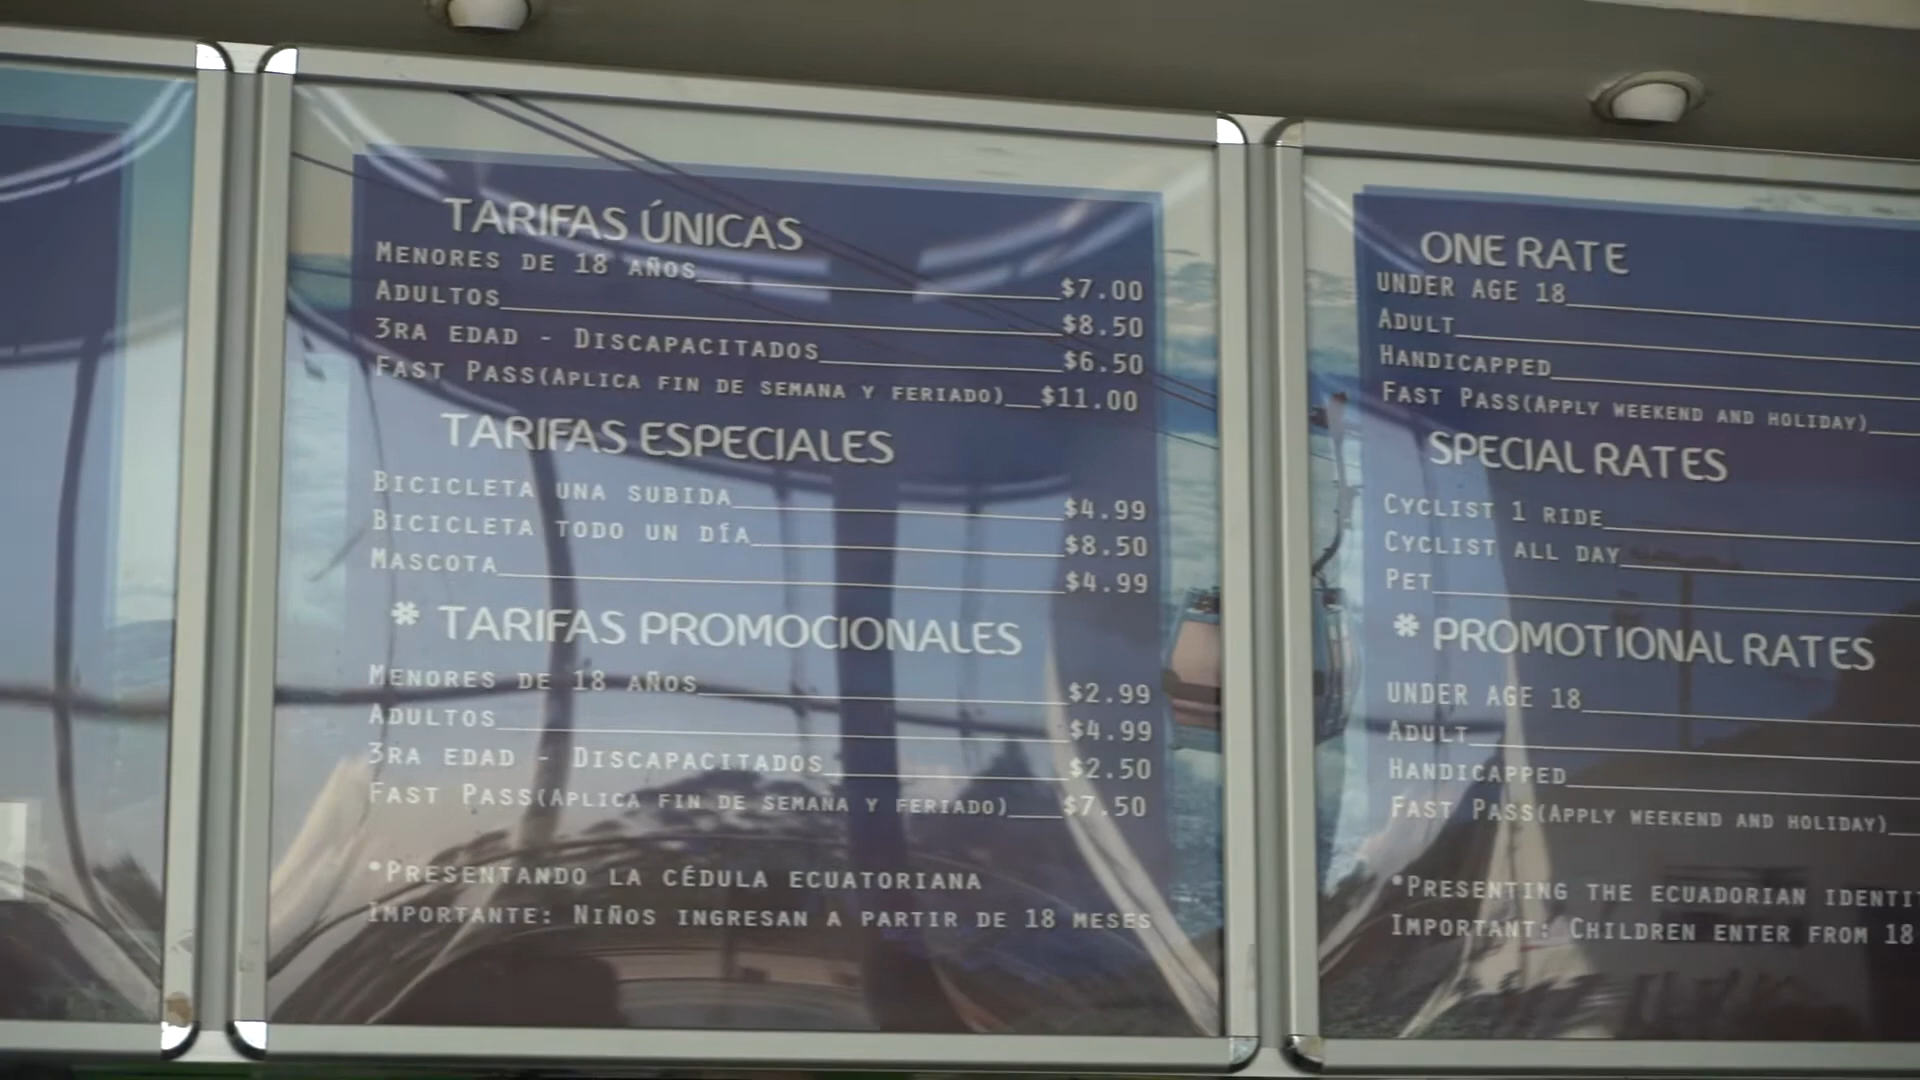 TARIFAS ÚNICAS
MENORES DE 18 AÑOS $7.00
ADULTOS $8.50
3RA EDAD - DISCAPACITADOS $6.50
FAST PASS(APLICA FIN DE SEMANA Y FERIADO) $11.00
TARIFAS ESPECIALES
BICICLETA UNA SUBIDA $4.99
BICICLETA TODO UN DÍA $8.50
MASCOTA $4.99
* TARIFAS PROMOCIONALES
MENORES DE 18 AÑOS $2.99
ADULTOS $4.99
3RA EDAD - DISCAPACITADOS $2.50
FAST PASS(APLICA FIN DE SEMANA Y FERIADO) $7.50
*PRESENTANDO LA CÉDULA ECUATORIANA
IMPORTANTE: NIÑOS INGRESAN A PARTIR DE 18 MESES
ONE RATE
UNDER AGE 18
ADULT
HANDICAPPED
FAST PASS(APPLY WEEKEND AND HOLIDAY)
SPECIAL RATES
CYCLIST 1 RIDE
CYCLIST ALL DAY
PET
* PROMOTIONAL RATES
UNDER AGE 18
ADULT
HANDICAPPED
FAST PASS(APPLY WEEKEND AND HOLIDAY)
*PRESENTING THE ECUADORIAN
IMPORTANT: CHILDREN ENTER FROM 18